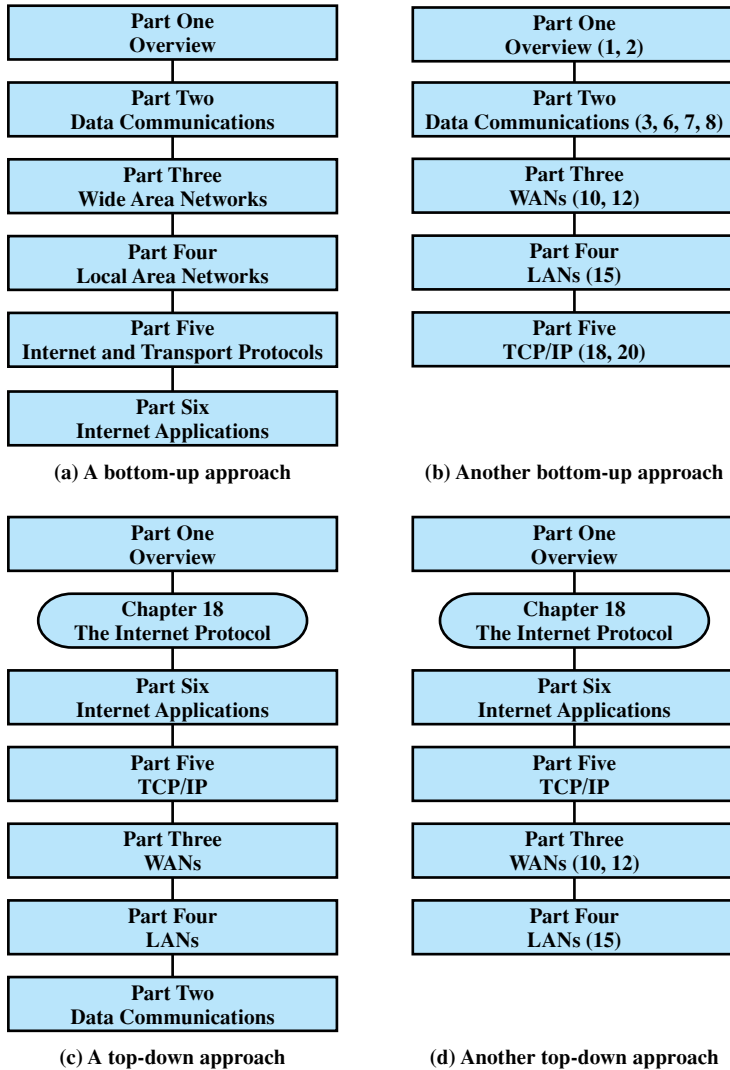 Part One
Overview
Part Two
Data Communications
Part Three
Wide Area Networks
Part Four
Local Area Networks
Part Five
Internet and Transport Protocols
Part Six
Internet Applications
(a) A bottom-up approach
Part One
Overview (1, 2)
Part Two
Data Communications (3, 6, 7, 8)
Part Three
WANs (10, 12)
Part Four
LANs (15)
Part Five
TCP/IP (18, 20)
(b) Another bottom-up approach
Part One
Overview
Chapter 18
The Internet Protocol
Part Six
Internet Applications
Part Five
TCP/IP
Part Three
WANs
Part Four
LANs
Part Two
Data Communications
(c) A top-down approach
Part One
Overview
Chapter 18
The Internet Protocol
Part Six
Internet Applications
Part Five
TCP/IP
Part Three
WANs (10, 12)
Part Four
LANs (15)
(d) Another top-down approach